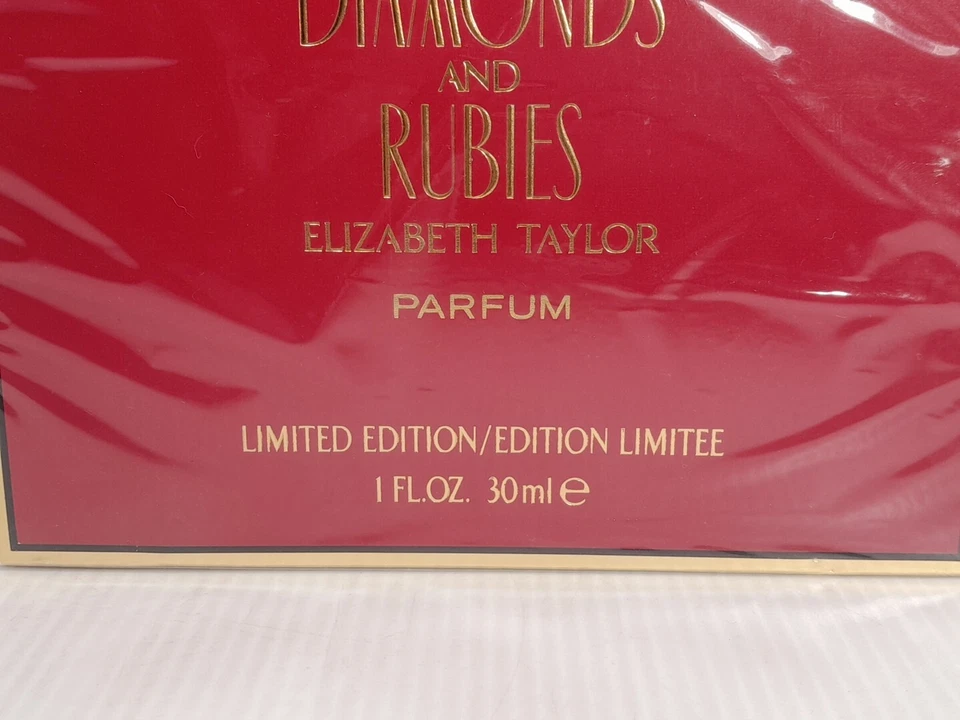 DIAMONDS
AND
RUBIES
ELIZABETH TAYLOR
PARFUM
LIMITED EDITION/EDITION LIMITEE
1 FL.OZ. 30ml ℮